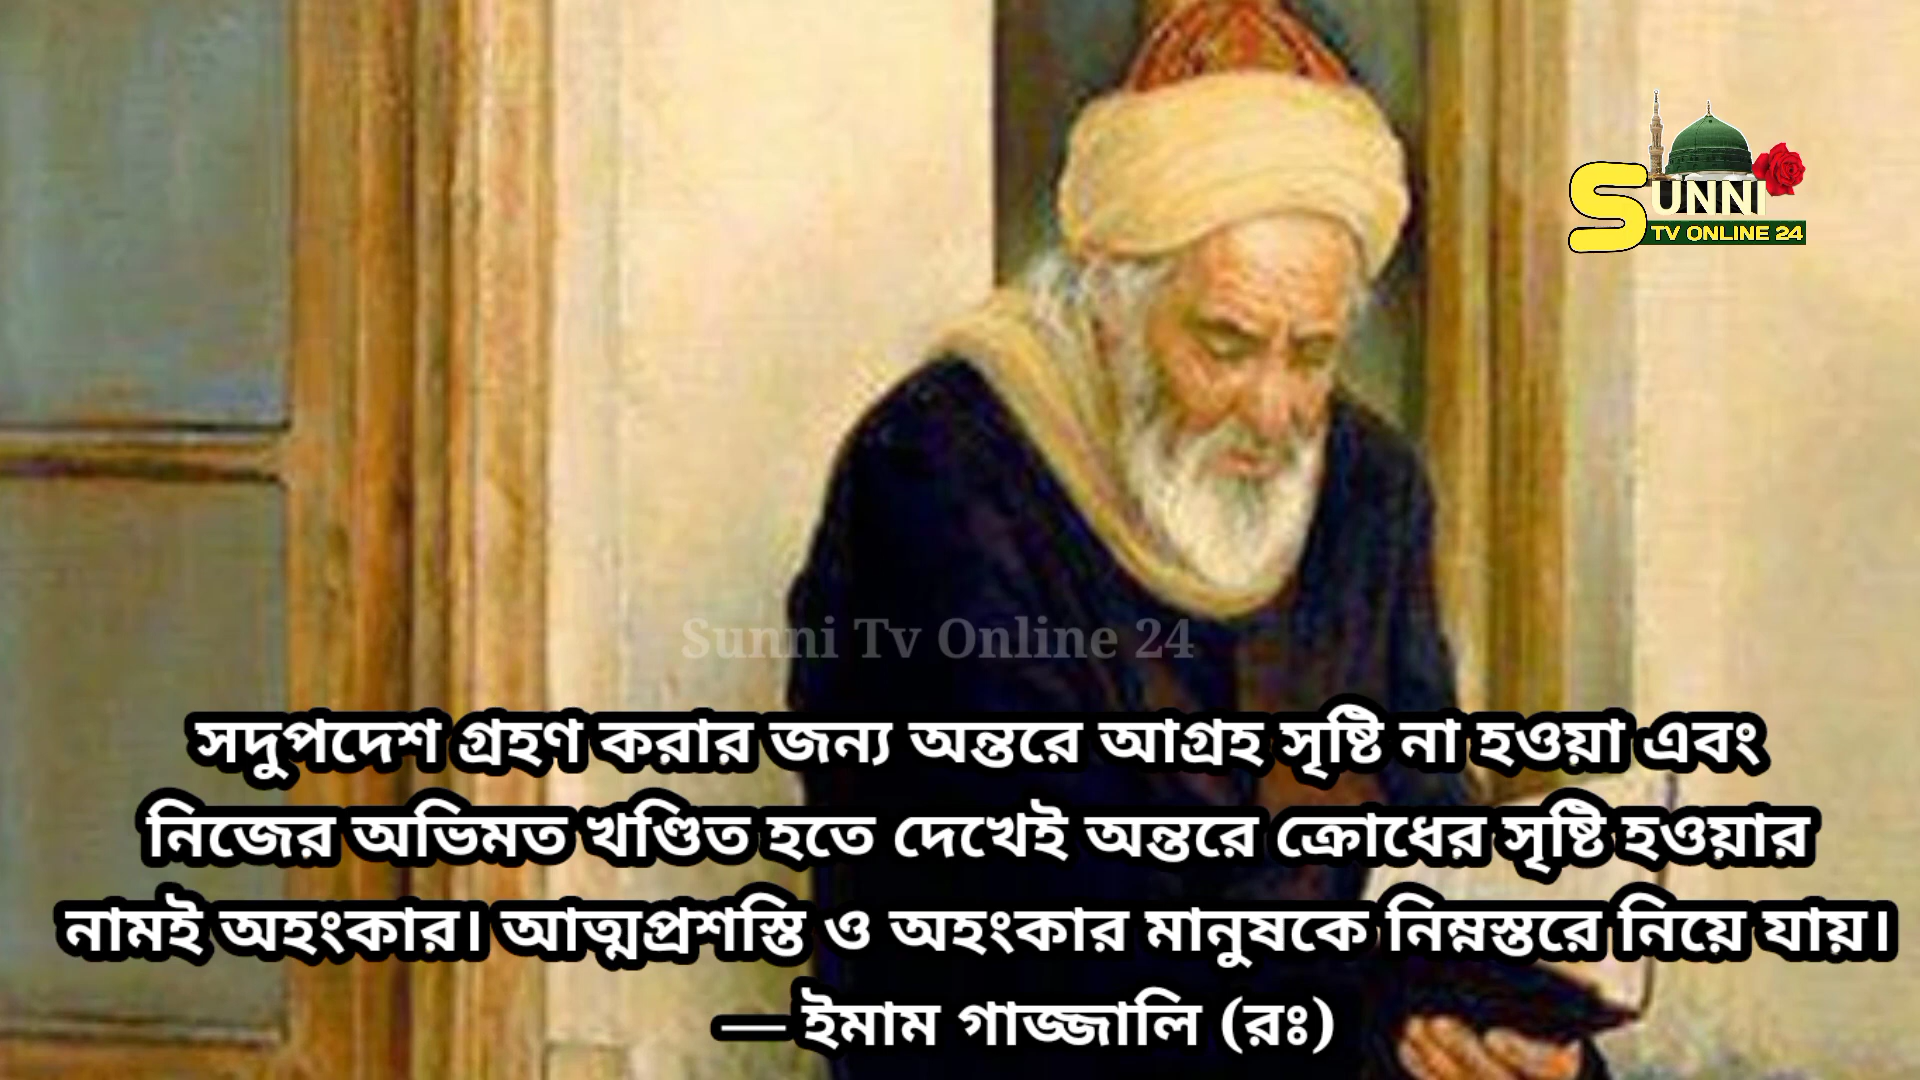 SUNNI
TV ONLINE 24
Sunni Tv Online 24
সদুপদেশ গ্রহণ করার জন্য অন্তরে আগ্রহ সৃষ্টি না হওয়া এবং
নিজের অভিমত খণ্ডিত হতে দেখেই অন্তরে ক্রোধের সৃষ্টি হওয়ার
নামই অহংকার। আত্মপ্রশস্তি ও অহংকার মানুষকে নিম্নস্তরে নিয়ে যায়।
— ইমাম গাজ্জালি (রঃ)